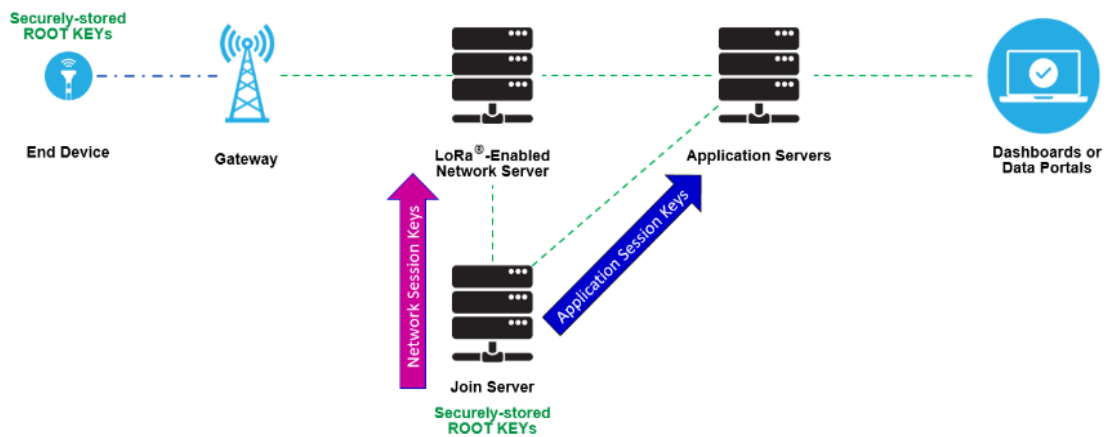 Securely-stored
ROOT KEYs
End Device
Gateway
LoRa®-Enabled
Network Server
Application Servers
Dashboards or
Data Portals
Network Session Keys
Application Session Keys
Join Server
Securely-stored
ROOT KEYs